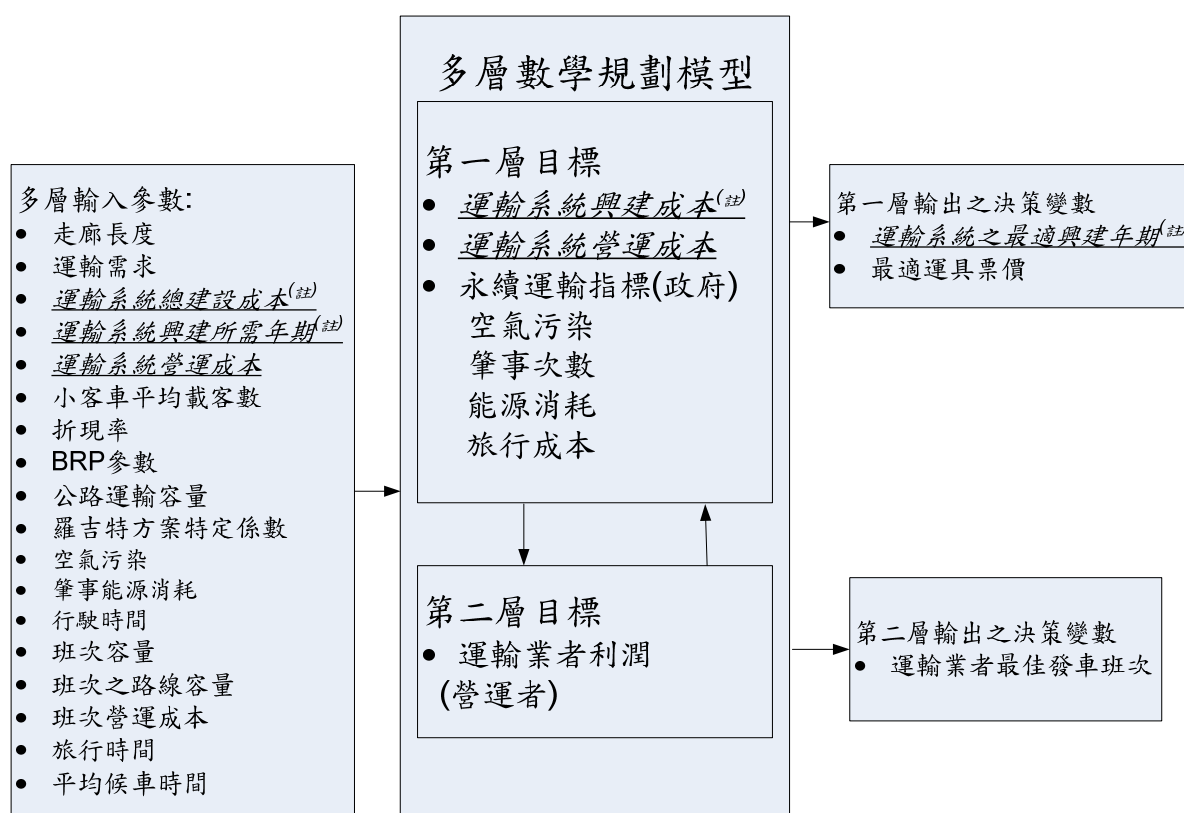 多層輸入參數:
● 走廊長度
● 運輸需求
● 運輸系統總建設成本(註)
● 運輸系統興建所需年期(註)
● 運輸系統營運成本
● 小客車平均載客數
● 折現率
● BRP參數
● 公路運輸容量
● 羅吉特方案特定係數
● 空氣污染
● 肇事能源消耗
● 行駛時間
● 班次容量
● 班次之路線容量
● 班次營運成本
● 旅行時間
● 平均候車時間
多層數學規劃模型
第一層目標
● 運輸系統興建成本(註)
● 運輸系統營運成本
● 永續運輸指標(政府)
空氣污染
肇事次數
能源消耗
旅行成本
第二層目標
● 運輸業者利潤
(營運者)
第一層輸出之決策變數
● 運輸系統之最適興建年期(註
● 最適運具票價
第二層輸出之決策變數
● 運輸業者最佳發車班次